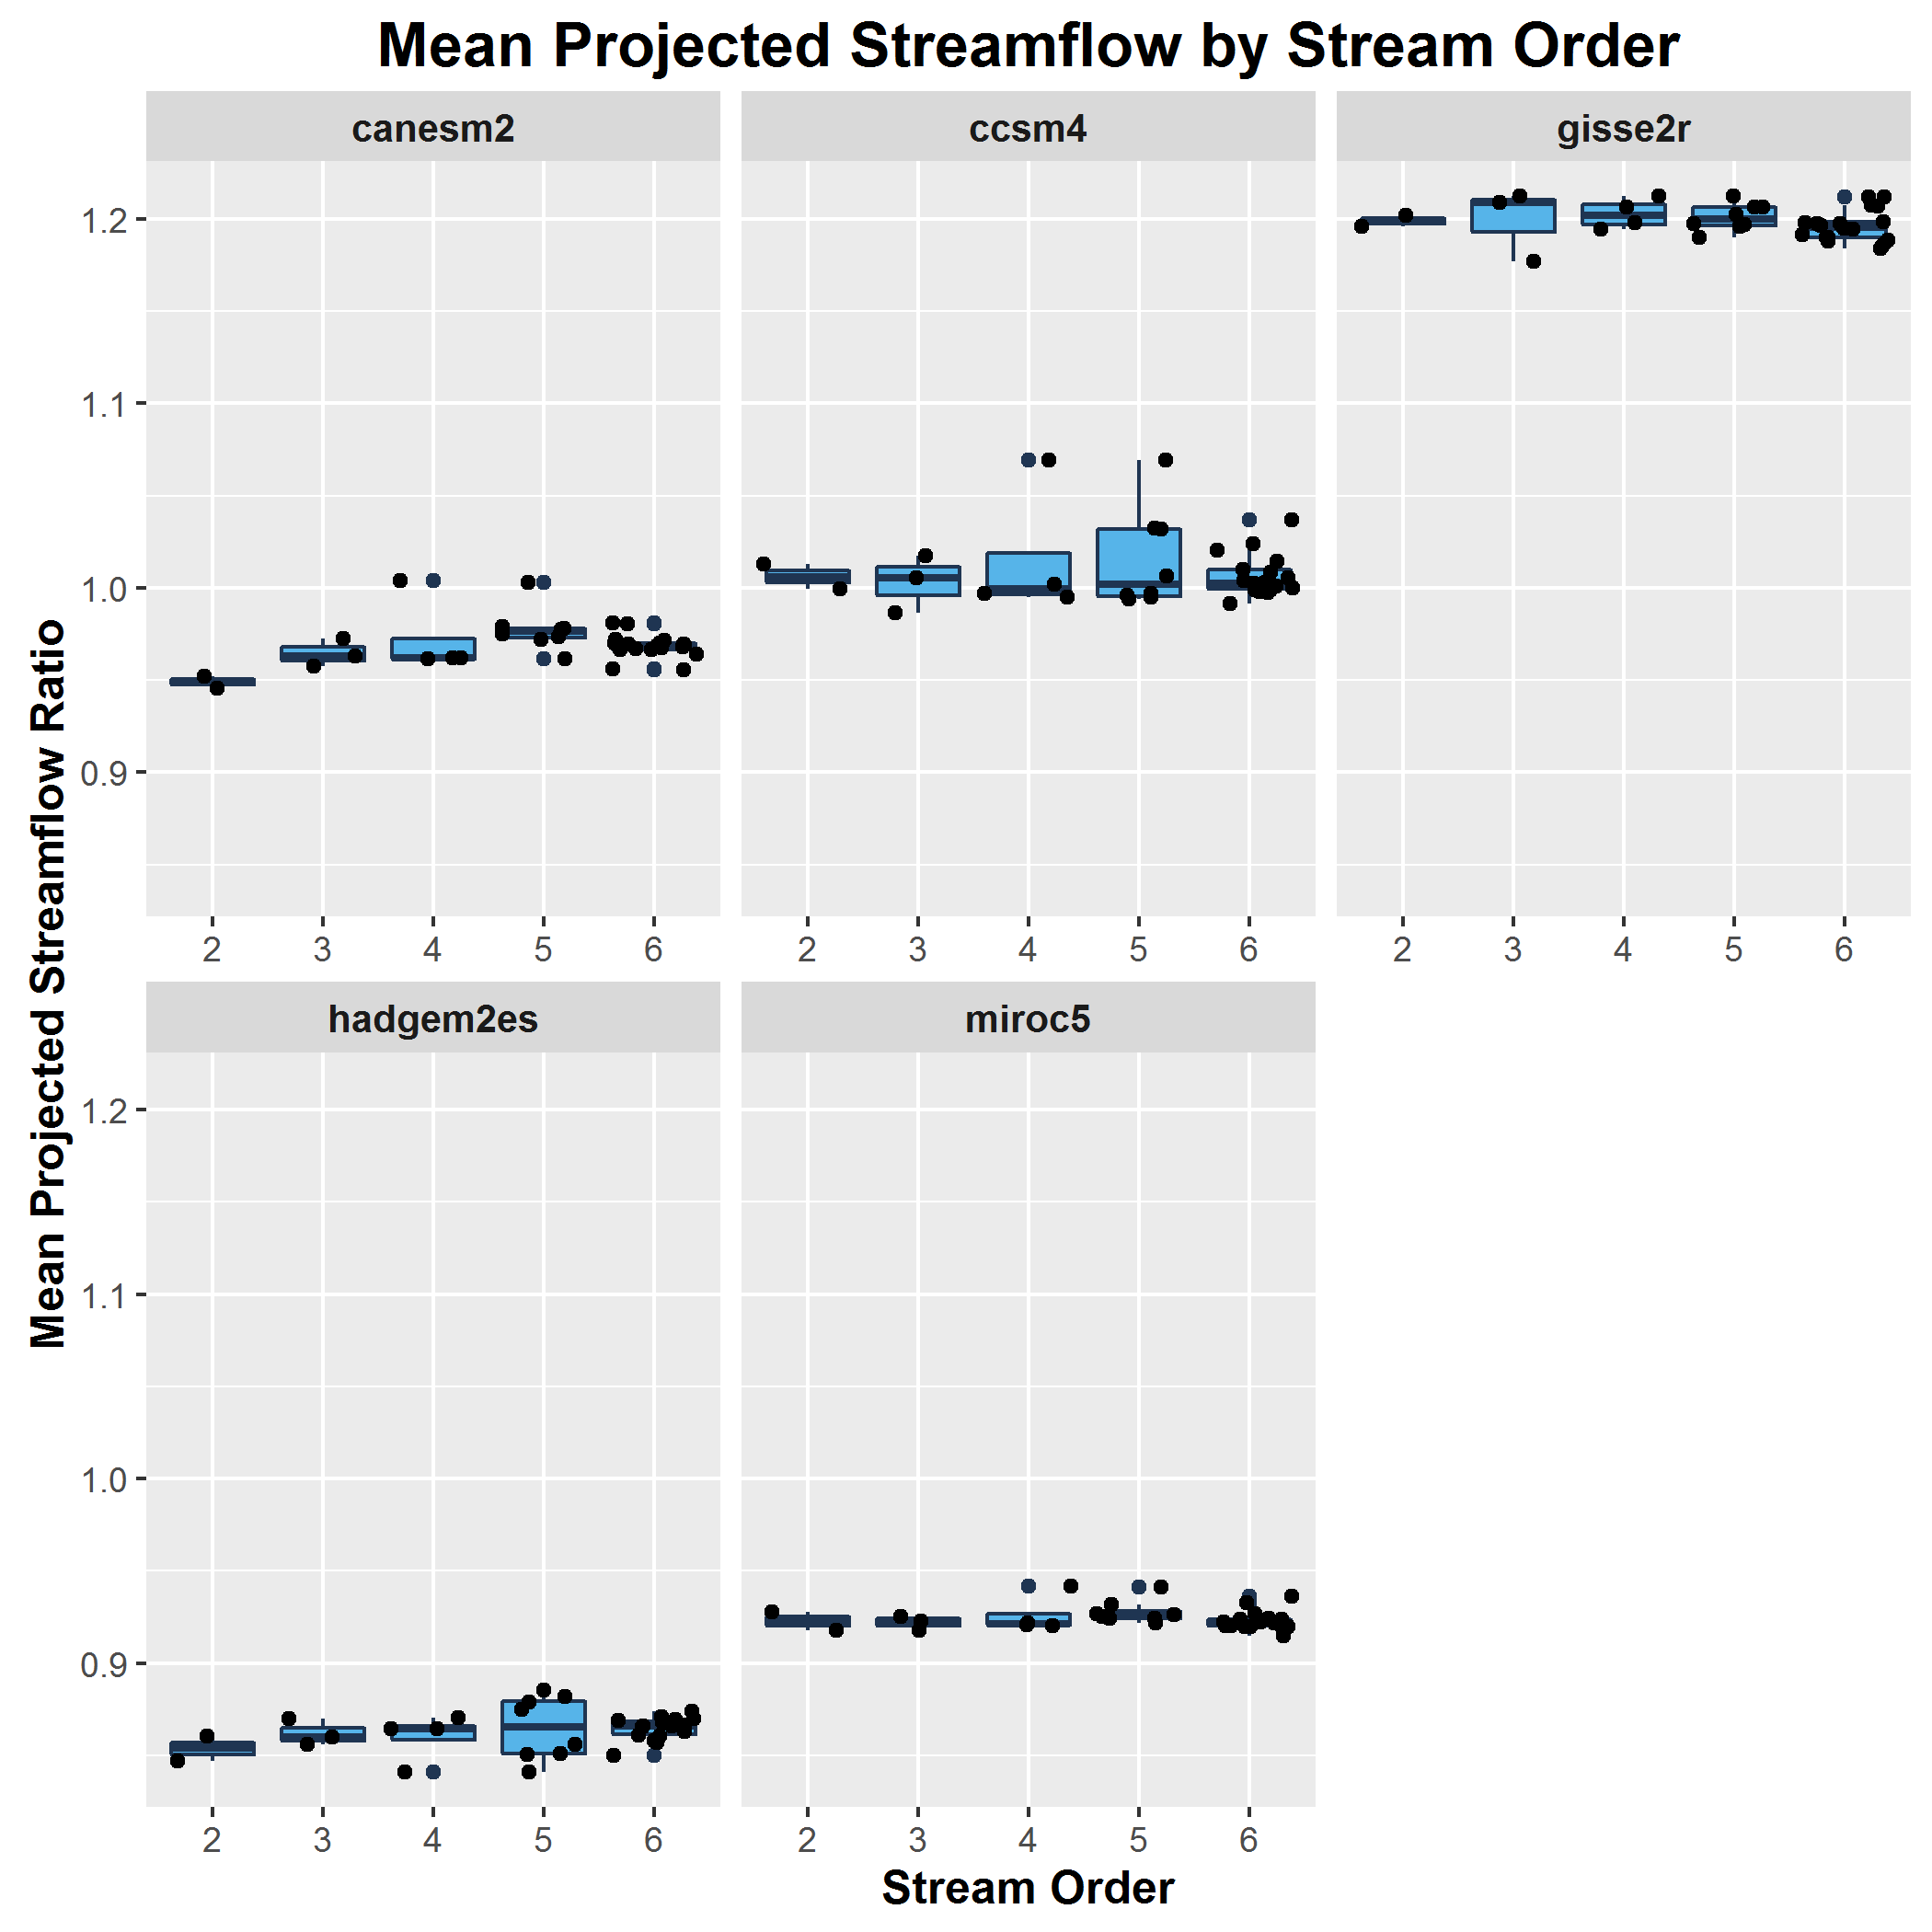 Mean Projected Streamflow by Stream Order
canesm2
ccsm4
gisse2r
1.2
1.1
1.0
0.9
2 3 4 5 6
2 3 4 5 6
2 3 4 5 6
Mean Projected Streamflow Ratio
hadgem2es
miroc5
1.2
1.1
1.0
0.9
2 3 4 5 6
2 3 4 5 6
Stream Order